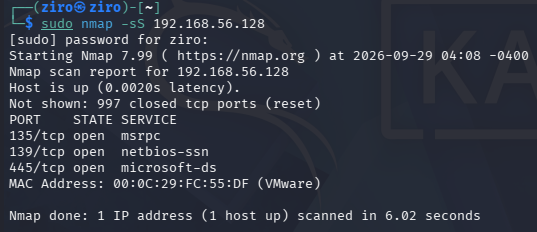 ┌──(ziro㉿ziro)-[~]
└─$ sudo nmap -sS 192.168.56.128
[sudo] password for ziro:
Starting Nmap 7.99 ( https://nmap.org ) at 2026-09-29 04:08 -0400
Nmap scan report for 192.168.56.128
Host is up (0.0020s latency).
Not shown: 997 closed tcp ports (reset)
PORT    STATE SERVICE
135/tcp open  msrpc
139/tcp open  netbios-ssn
445/tcp open  microsoft-ds
MAC Address: 00:0C:29:FC:55:DF (VMware)

Nmap done: 1 IP address (1 host up) scanned in 6.02 seconds
KA